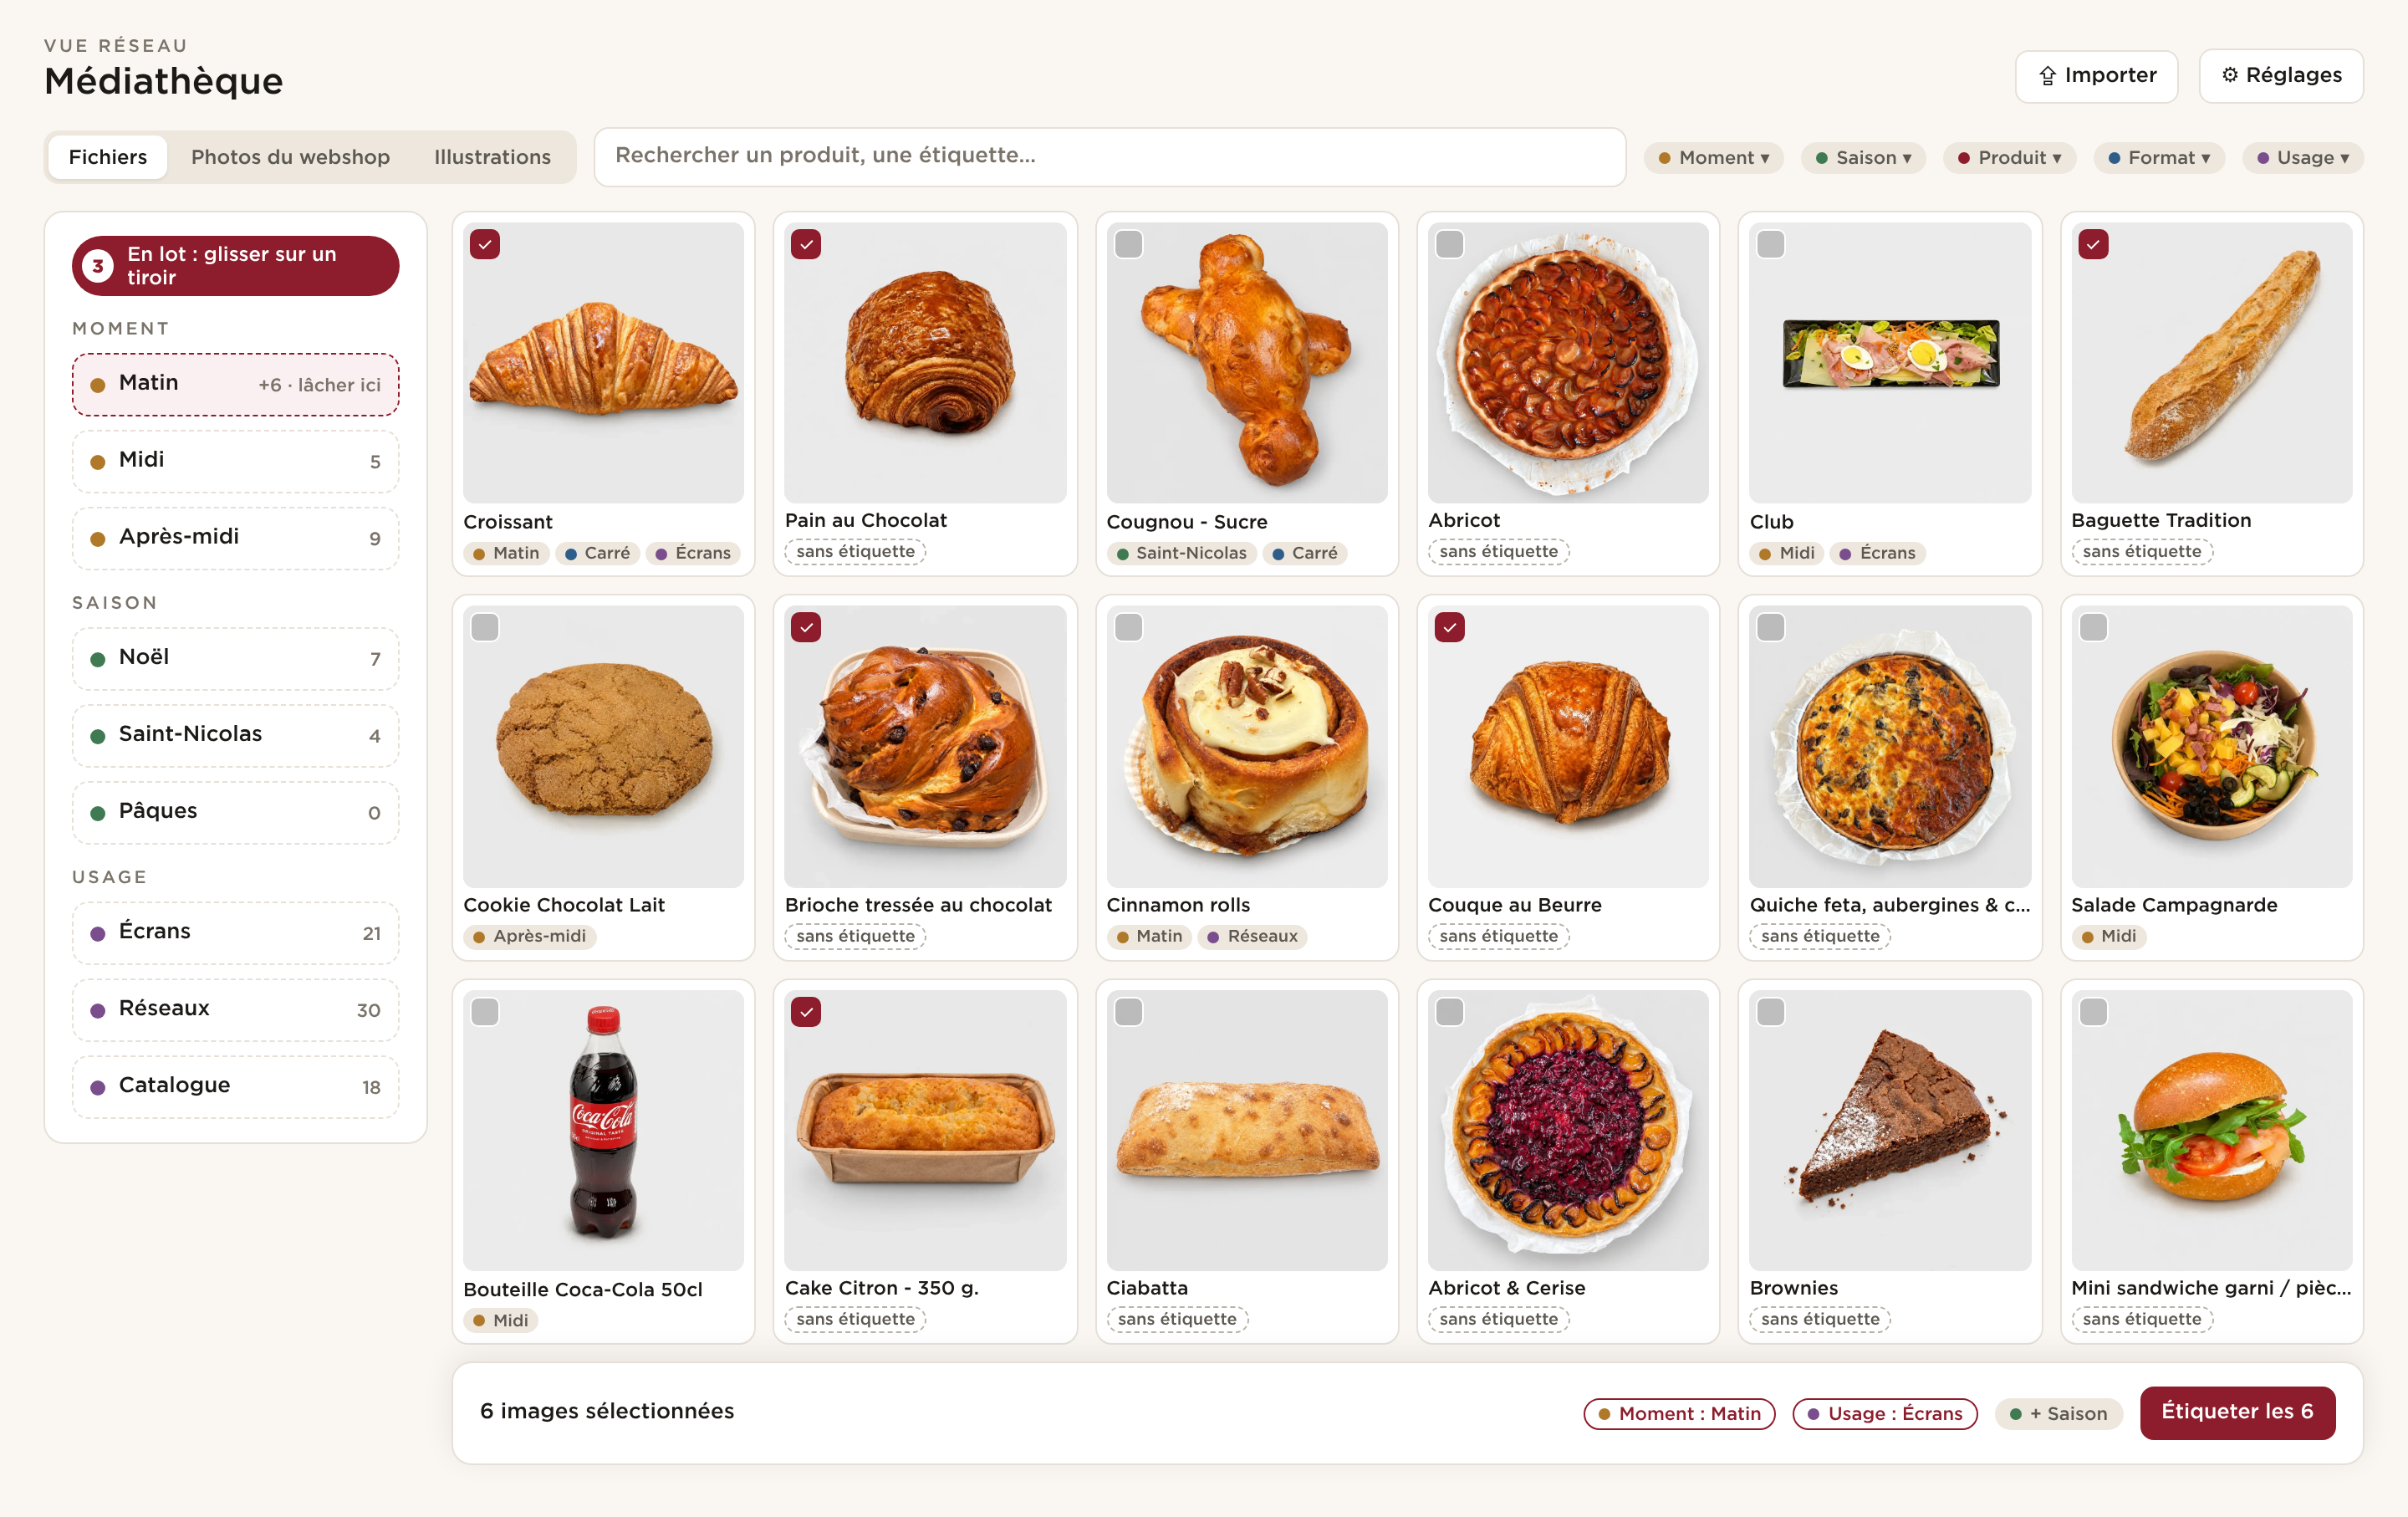 VUE RÉSEAU
Médiathèque
Importer
Réglages
Fichiers
Photos du webshop
Illustrations
Rechercher un produit, une étiquette...
Moment ▾
Saison ▾
Produit ▾
Format ▾
Usage ▾
3 En lot : glisser sur un
tiroir
MOMENT
Matin +6 · lâcher ici
Midi 5
Après-midi 9
SAISON
Noël 7
Saint-Nicolas 4
Pâques 0
USAGE
Écrans 21
Réseaux 30
Catalogue 18
Croissant
Matin Carré Écrans
Pain au Chocolat
sans étiquette
Cougnou - Sucre
Saint-Nicolas Carré
Abricot
sans étiquette
Club
Midi Écrans
Baguette Tradition
sans étiquette
Cookie Chocolat Lait
Après-midi
Brioche tressée au chocolat
sans étiquette
Cinnamon rolls
Matin Réseaux
Couque au Beurre
sans étiquette
Quiche feta, aubergines & c...
sans étiquette
Salade Campagnarde
Midi
Coca-Cola
ORIGINAL TASTE
Bouteille Coca-Cola 50cl
Midi
Cake Citron - 350 g.
sans étiquette
Ciabatta
sans étiquette
Abricot & Cerise
sans étiquette
Brownies
sans étiquette
Mini sandwiche garni / pièc...
sans étiquette
6 images sélectionnées
Moment : Matin
Usage : Écrans
+ Saison
Étiqueter les 6